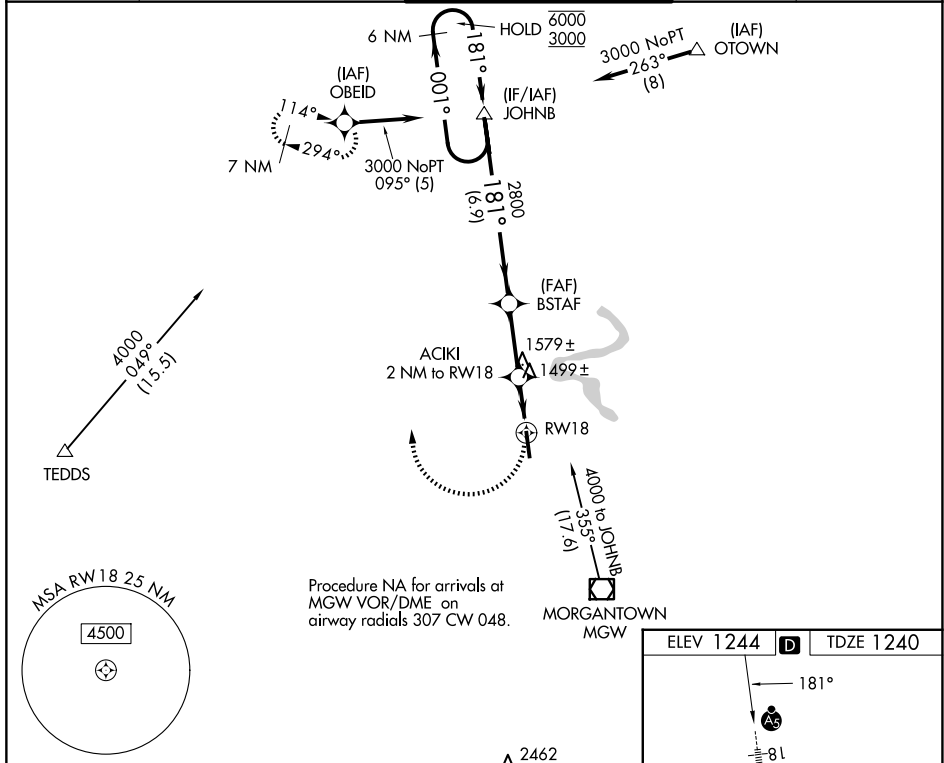 6 NM
HOLD
6000
3000
181°
001°
3000 NoPT
263°
(8)
(IAF)
OTOWN
(IAF)
OBEID
114°
294°
7 NM
3000 NoPT
095° (5)
(IF/IAF)
JOHNB
2800
181°
(6.9)
(FAF)
BSTAF
ACIKI
2 NM to RW18
1579 ±
1499 ±
RW18
4000
049°
(15.5)
TEDDS
4000 to JOHNB
355°
(17.6)
MORGANTOWN
MGW
Procedure NA for arrivals at
MGW VOR/DME on
airway radials 307 CW 048.
MSA RW18 25 NM
4500
2462
ELEV 1244 D TDZE 1240
181°
A5
18